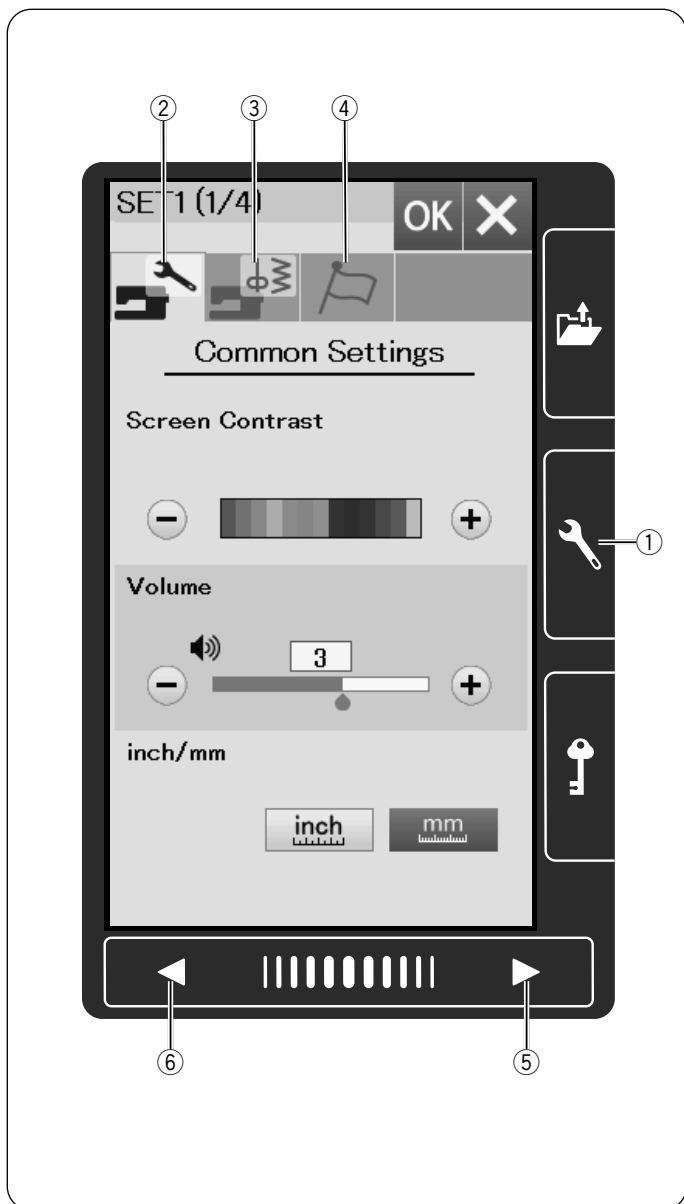 ② ③ ④
SET1 (1/4)
OK
Common Settings
Screen Contrast
①
Volume
3
inch/mm
inch mm
⑥ ⑤